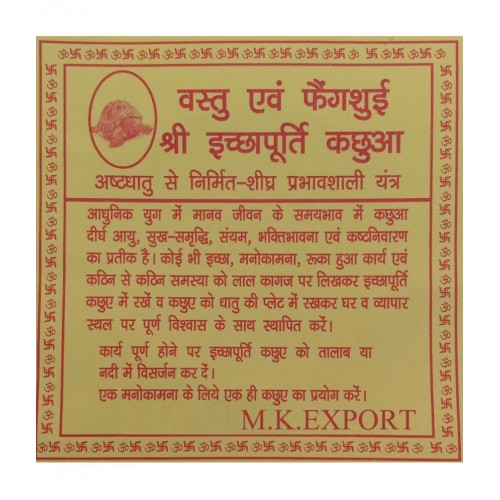 वस्तु एवं फैंगशुई
श्री इच्छापूर्ति कछुआ
अष्टधातु से निर्मित-शीघ्र प्रभावशाली यंत्र
आधुनिक युग में मानव जीवन के समयभाव में कछुआ
दीर्घ आयु, सुख-समृद्धि, संयम, भक्तिभावना एवं कष्टनिवारण
का प्रतीक है। कोई भी इच्छा, मनोकामना, रूका हुआ कार्य एवं
कठिन से कठिन समस्या को लाल कागज पर लिखकर इच्छापूर्ति
कछुए में रखें व कछुए को धातु की प्लेट में रखकर घर व व्यापार
स्थल पर पूर्ण विश्वास के साथ स्थापित करें।
कार्य पूर्ण होने पर इच्छापूर्ति कछुए को तालाब या
नदी में विसर्जन कर दें।
एक मनोकामना के लिये एक ही कछुए का प्रयोग करें।
M.K.EXPORT